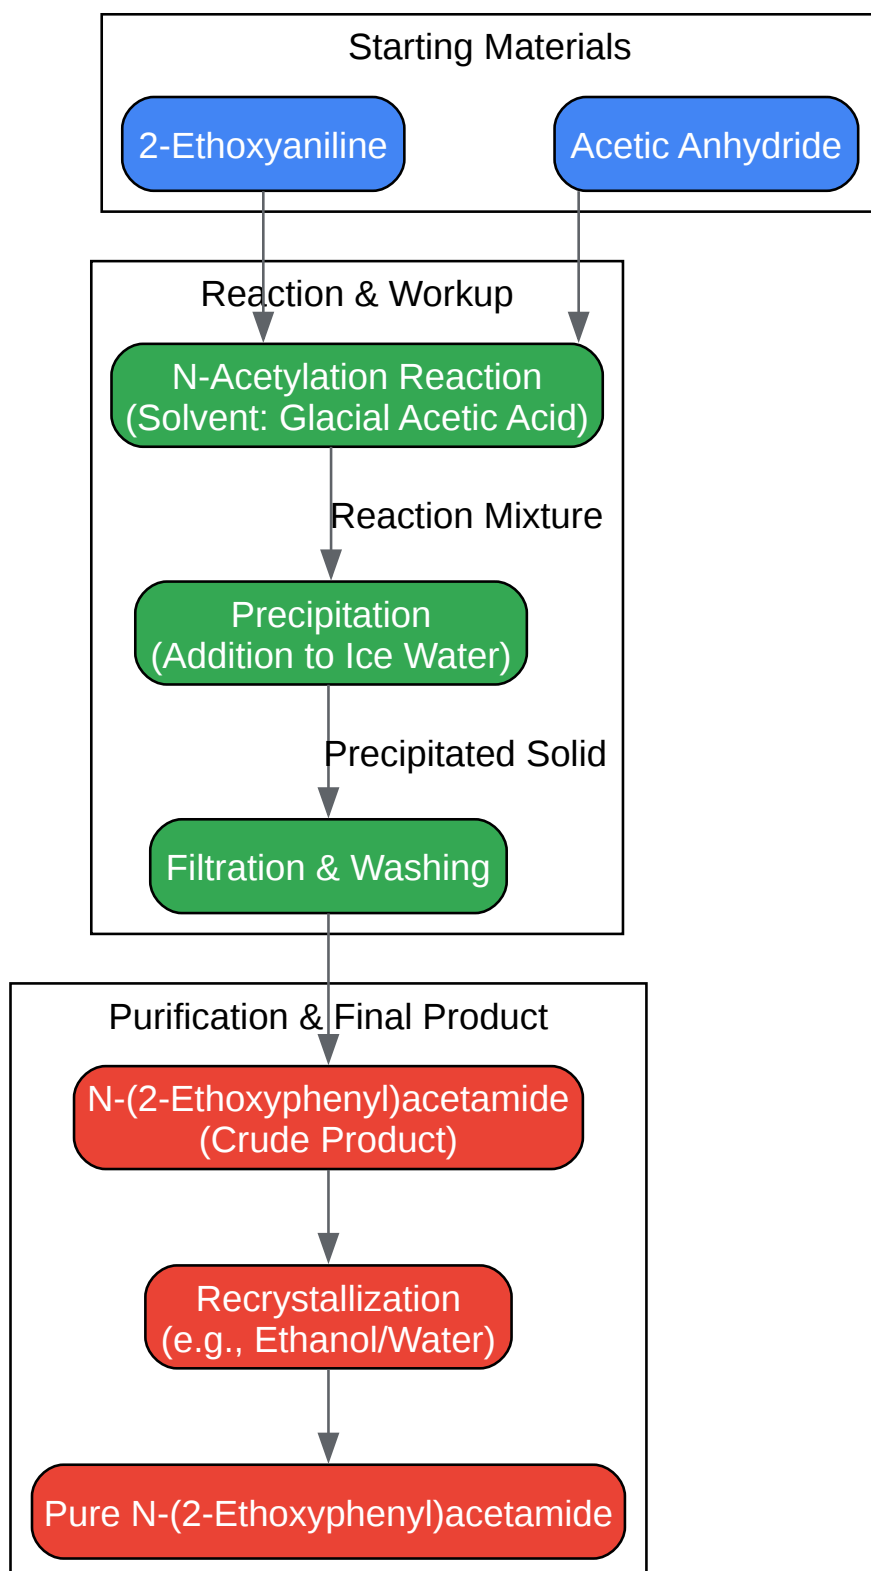 Starting Materials
2-Ethoxyaniline
Acetic Anhydride
Reaction & Workup
N-Acetylation Reaction
(Solvent: Glacial Acetic Acid)
Reaction Mixture
Precipitation
(Addition to Ice Water)
Precipitated Solid
Filtration & Washing
Purification & Final Product
N-(2-Ethoxyphenyl)acetamide
(Crude Product)
Recrystallization
(e.g., Ethanol/Water)
Pure N-(2-Ethoxyphenyl)acetamide